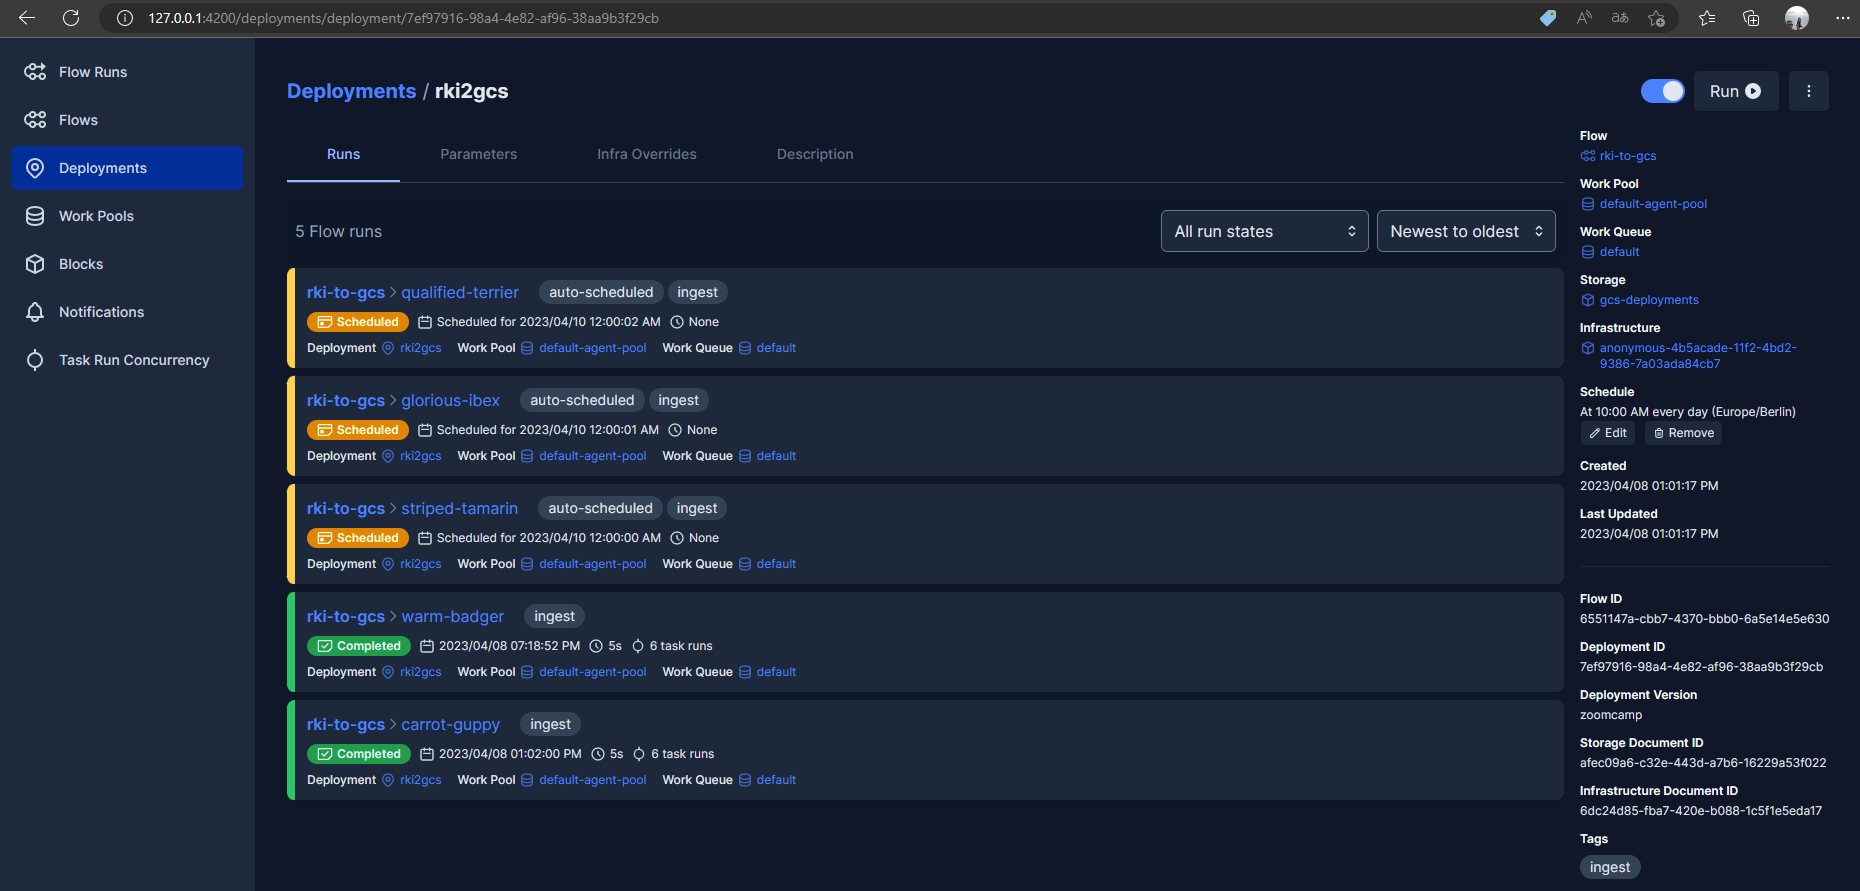 127.0.0.1:4200/deployments/deployment/7ef97916-98a4-4e82-af96-38aa9b3f29cb
Flow Runs
Flows
Deployments
Work Pools
Blocks
Notifications
Task Run Concurrency
Deployments / rki2gcs
Run
Runs Parameters Infra Overrides Description
5 Flow runs
All run states
Newest to oldest
rki-to-gcs > qualified-terrier auto-scheduled ingest
Scheduled Scheduled for 2023/04/10 12:00:02 AM None
Deployment rki2gcs Work Pool default-agent-pool Work Queue default
rki-to-gcs > glorious-ibex auto-scheduled ingest
Scheduled Scheduled for 2023/04/10 12:00:01 AM None
Deployment rki2gcs Work Pool default-agent-pool Work Queue default
rki-to-gcs > striped-tamarin auto-scheduled ingest
Scheduled Scheduled for 2023/04/10 12:00:00 AM None
Deployment rki2gcs Work Pool default-agent-pool Work Queue default
rki-to-gcs > warm-badger ingest
Completed 2023/04/08 07:18:52 PM 5s 6 task runs
Deployment rki2gcs Work Pool default-agent-pool Work Queue default
rki-to-gcs > carrot-guppy ingest
Completed 2023/04/08 01:02:00 PM 5s 6 task runs
Deployment rki2gcs Work Pool default-agent-pool Work Queue default
Flow
rki-to-gcs
Work Pool
default-agent-pool
Work Queue
default
Storage
gcs-deployments
Infrastructure
anonymous-4b5acade-11f2-4bd2-
9386-7a03ada84cb7
Schedule
At 10:00 AM every day (Europe/Berlin)
Edit Remove
Created
2023/04/08 01:01:17 PM
Last Updated
2023/04/08 01:01:17 PM
Flow ID
6551147a-cbb7-4370-bbb0-6a5e14e5e630
Deployment ID
7ef97916-98a4-4e82-af96-38aa9b3f29cb
Deployment Version
zoomcamp
Storage Document ID
afec09a6-c32e-443d-a7b6-16229a53f022
Infrastructure Document ID
6dc24d85-fba7-420e-b088-1c5f1e5eda17
Tags
ingest